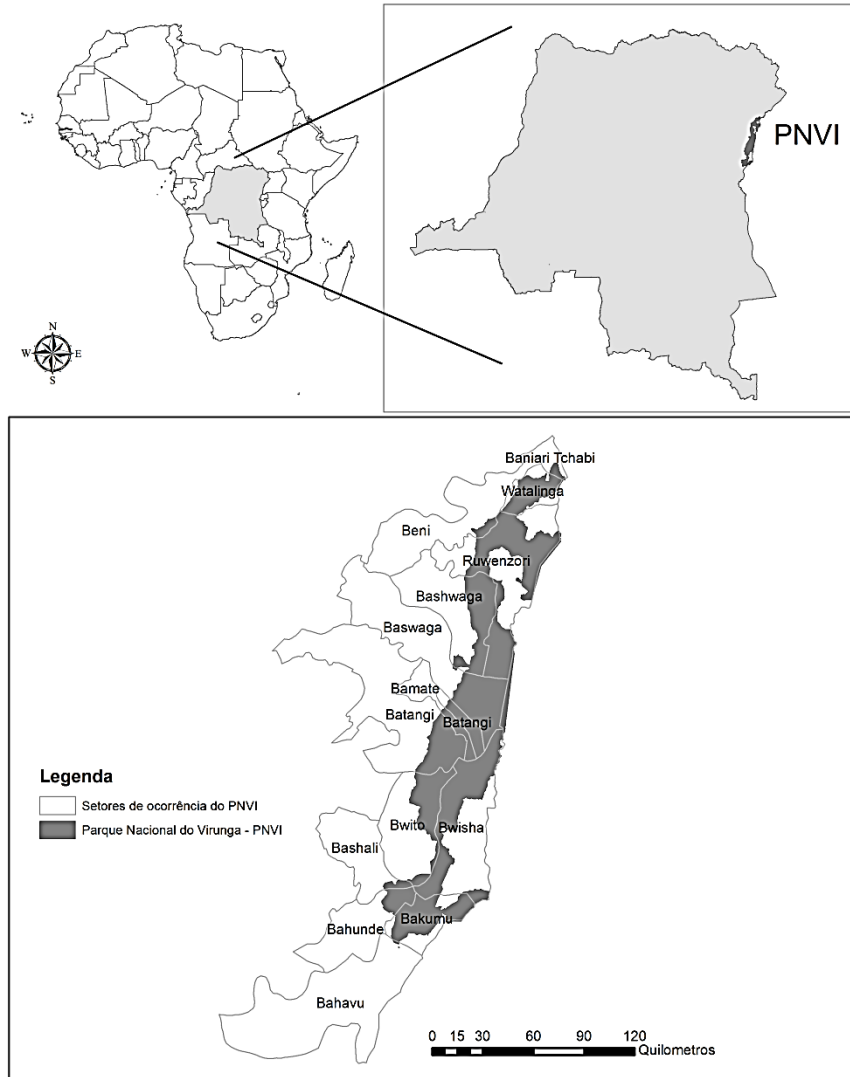 PNVI
N
W E
S
Baniari Tchabi
Watalinga
Beni
Ruwenzori
Bashwaga
Baswaga
Bamate
Batangi
Batangi
Legenda
Setores de ocorrência do PNVI
Parque Nacional do Virunga - PNVI
Bwito
Bwisha
Bashali
Bakumu
Bahunde
Bahavu
0 15 30 60 90 120
Quilometros